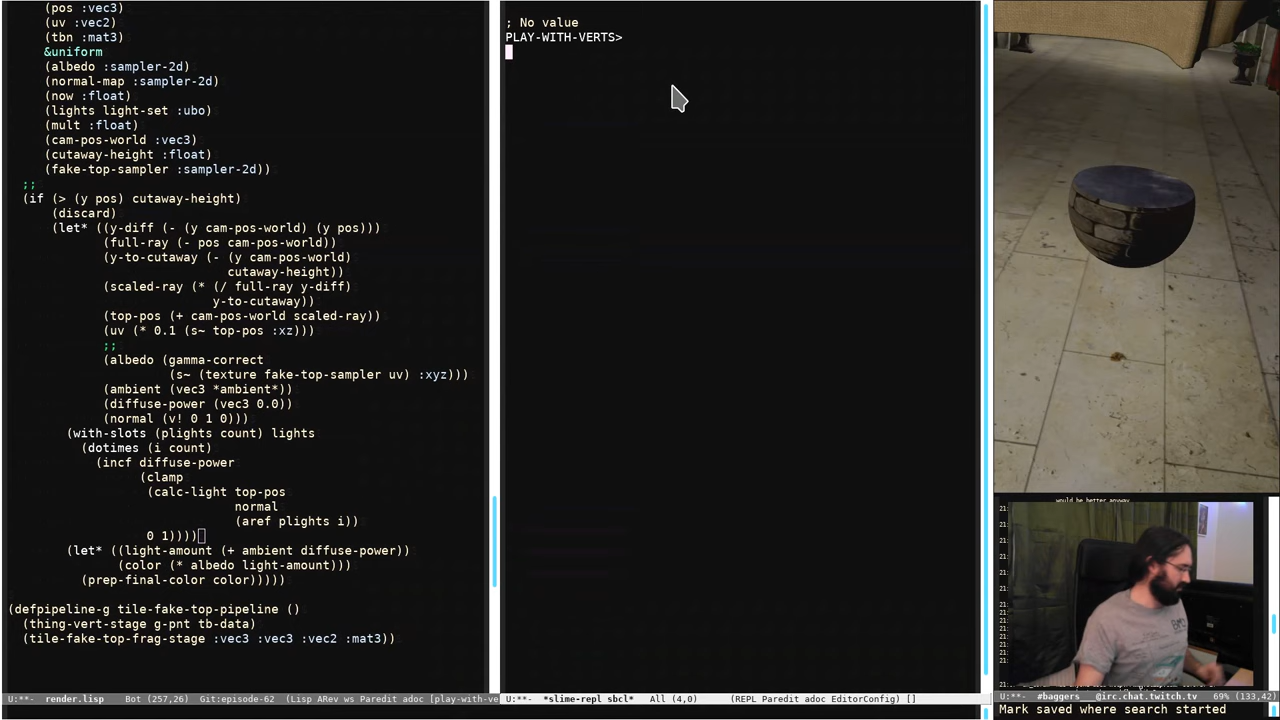 (pos :vec3)
(uv :vec2)
(tbn :mat3)
&uniform
(albedo :sampler-2d)
(normal-map :sampler-2d)
(now :float)
(lights light-set :ubo)
(mult :float)
(cam-pos-world :vec3)
(cutaway-height :float)
(fake-top-sampler :sampler-2d))
;;
(if (> (y pos) cutaway-height)
(discard)
(let* ((y-diff (- (y cam-pos-world) (y pos)))
(full-ray (- pos cam-pos-world))
(y-to-cutaway (- (y cam-pos-world)
cutaway-height))
(scaled-ray (* (/ full-ray y-diff)
y-to-cutaway))
(top-pos (+ cam-pos-world scaled-ray))
(uv (* 0.1 (s~ top-pos :xz)))
;;
(albedo (gamma-correct
(s~ (texture fake-top-sampler uv) :xyz)))
(ambient (vec3 *ambient*))
(diffuse-power (vec3 0.0))
(normal (v! 0 1 0)))
(with-slots (plights count) lights
(dotimes (i count)
(incf diffuse-power
(clamp
(calc-light top-pos
normal
(aref plights i))
0 1))))
(let* ((light-amount (+ ambient diffuse-power))
(color (* albedo light-amount)))
(prep-final-color color)))))
(defpipeline-g tile-fake-top-pipeline ()
(thing-vert-stage g-pnt tb-data)
(tile-fake-top-frag-stage :vec3 :vec3 :vec2 :mat3))
U:**- render.lisp Bot (257,26) Git:episode-62 (Lisp ARev ws Paredit adoc [play-with-ve
; No value
PLAY-WITH-VERTS>
U:**- *slime-repl sbcl* All (4,0) (REPL Paredit adoc EditorConfig) []
would be better anyway
U:**- #baggers @irc.chat.twitch.tv 69% (133,42)
Mark saved where search started